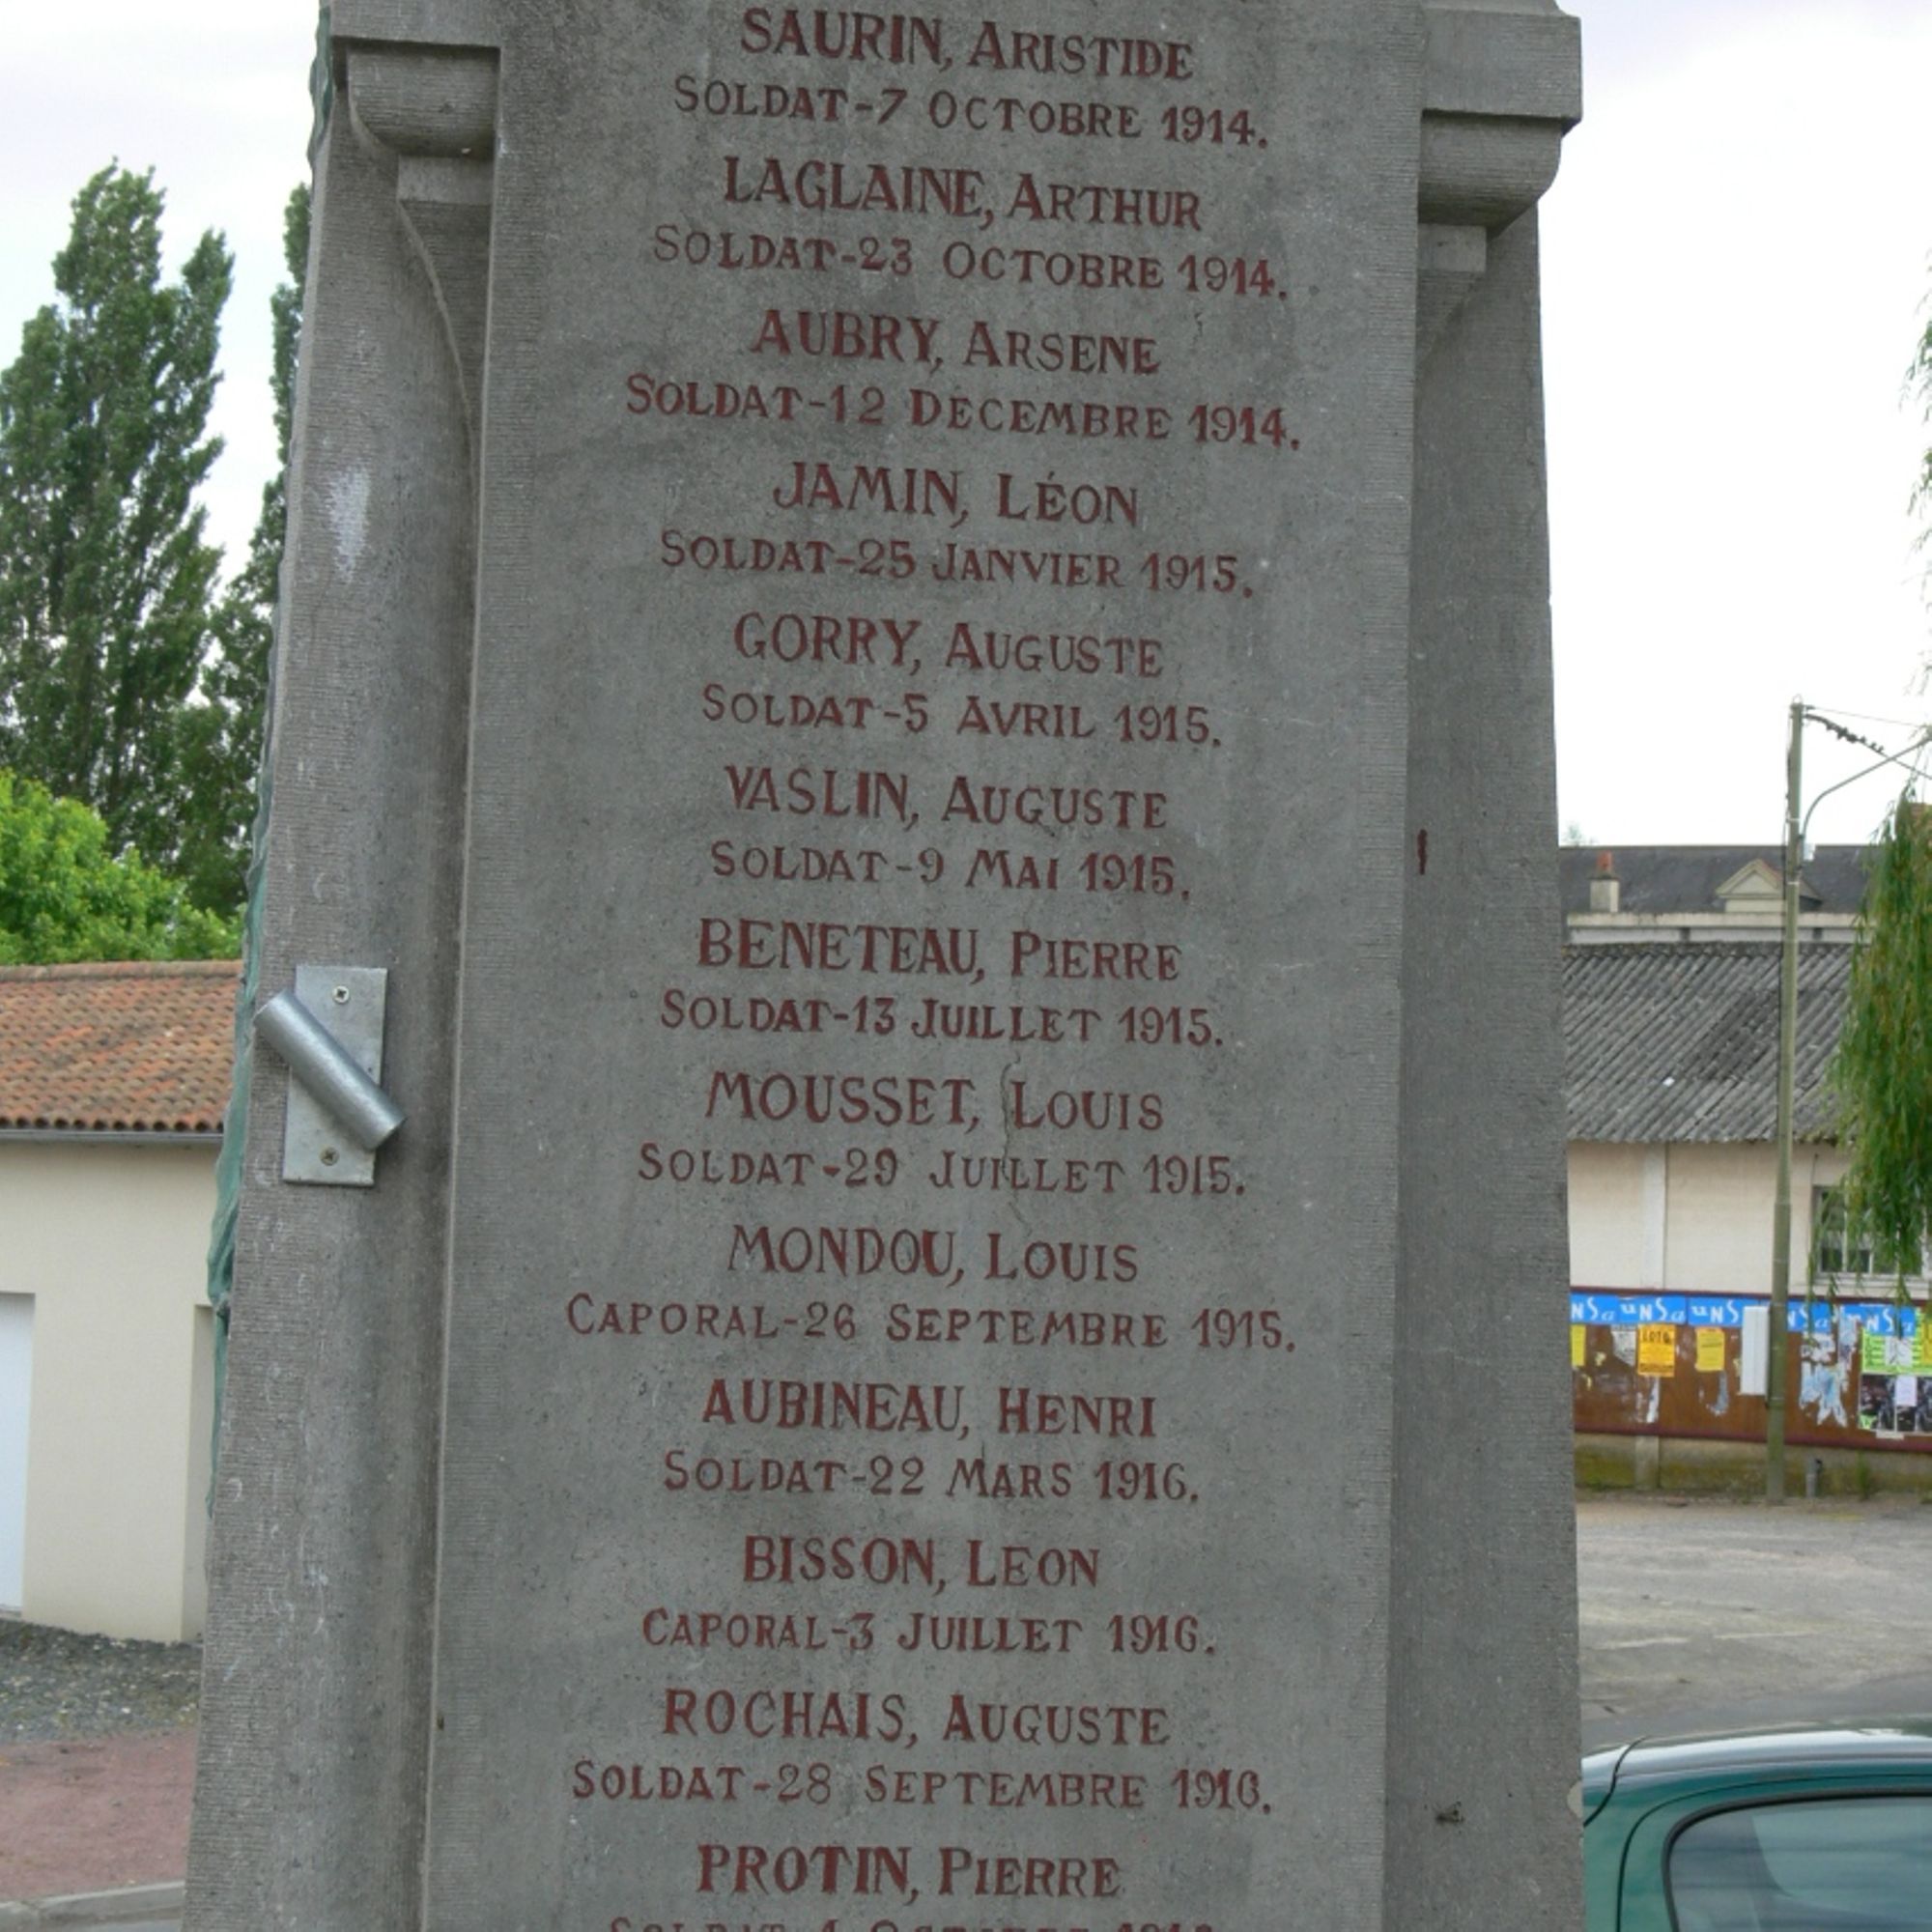 SAURIN, ARISTIDE
SOLDAT-7 OCTOBRE 1914.
LAGLAINE, ARTHUR
SOLDAT-23 OCTOBRE 1914.
AUBRY, ARSENE
SOLDAT-12 DECEMBRE 1914.
JAMIN, LÉON
SOLDAT-25 JANVIER 1915.
GORRY, AUGUSTE
SOLDAT-5 AVRIL 1915.
VASLIN, AUGUSTE
SOLDAT-9 MAI 1915.
BENETEAU, PIERRE
SOLDAT-13 JUILLET 1915.
MOUSSET, LOUIS
SOLDAT-29 JUILLET 1915.
MONDOU, LOUIS
CAPORAL-26 SEPTEMBRE 1915.
AUBINEAU, HENRI
SOLDAT-22 MARS 1916.
BISSON, LEON
CAPORAL-3 JUILLET 1916.
ROCHAIS, AUGUSTE
SOLDAT-28 SEPTEMBRE 1916.
PROTIN, PIERRE
SOLDAT
LOTO